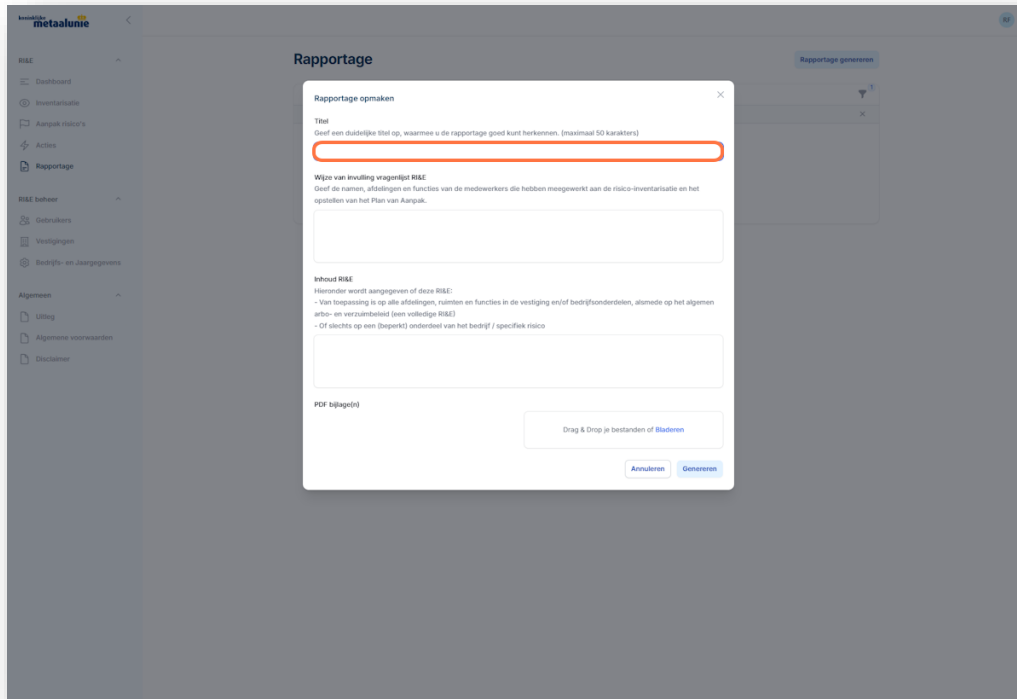 koninklijke
metaalunie
RF
RI&E
Dashboard
Inventarisatie
Aanpak risico's
Acties
Rapportage
RI&E beheer
Gebruikers
Vestigingen
Bedrijfs- en Jaargegevens
Algemeen
Uitleg
Algemene voorwaarden
Disclaimer
Rapportage
Rapportage genereren
1
Rapportage opmaken
Titel
Geef een duidelijke titel op, waarmee u de rapportage goed kunt herkennen. (maximaal 50 karakters)
Wijze van invulling vragenlijst RI&E
Geef de namen, afdelingen en functies van de medewerkers die hebben meegewerkt aan de risico-inventarisatie en het
opstellen van het Plan van Aanpak.
Inhoud RI&E
Hieronder wordt aangegeven of deze RI&E:
- Van toepassing is op alle afdelingen, ruimten en functies in de vestiging en/of bedrijfsonderdelen, alsmede op het algemen
arbo- en verzuimbeleid (een volledige RI&E)
- Of slechts op een (beperkt) onderdeel van het bedrijf / specifiek risico
PDF bijlage(n)
Drag & Drop je bestanden of Bladeren
Annuleren
Genereren